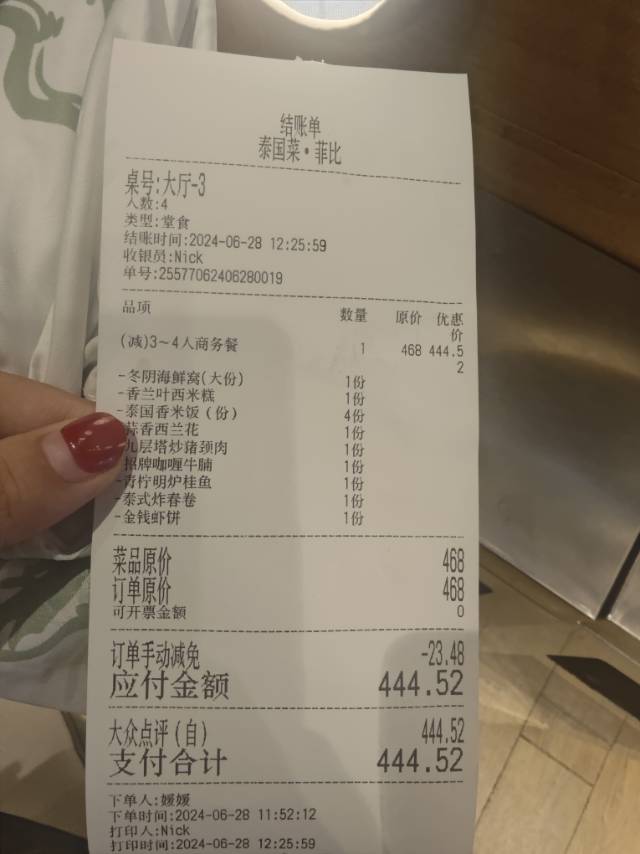 结账单
泰国菜•菲比
桌号:大厅-3
人数:4
类型:堂食
结账时间:2024-06-28 12:25:59
收银员:Nick
单号:25577062406280019
品项 数量 原价 优惠价
(减)3~4人商务餐 1 468 444.52
-冬阴海鲜窝(大份) 1份
-香兰叶西米糕 1份
-泰国香米饭(份) 4份
蒜香西兰花 1份
九层塔炒猪颈肉 1份
招牌咖喱牛腩 1份
-青柠明炉桂鱼 1份
-泰式炸春卷 1份
-金钱虾饼 1份
菜品原价 468
订单原价 468
可开票金额 0
订单手动减免 -23.48
应付金额 444.52
大众点评(自) 444.52
支付合计 444.52
下单人:媛媛
下单时间:2024-06-28 11:52:12
打印人:Nick
打印时间:2024-06-28 12:25:59